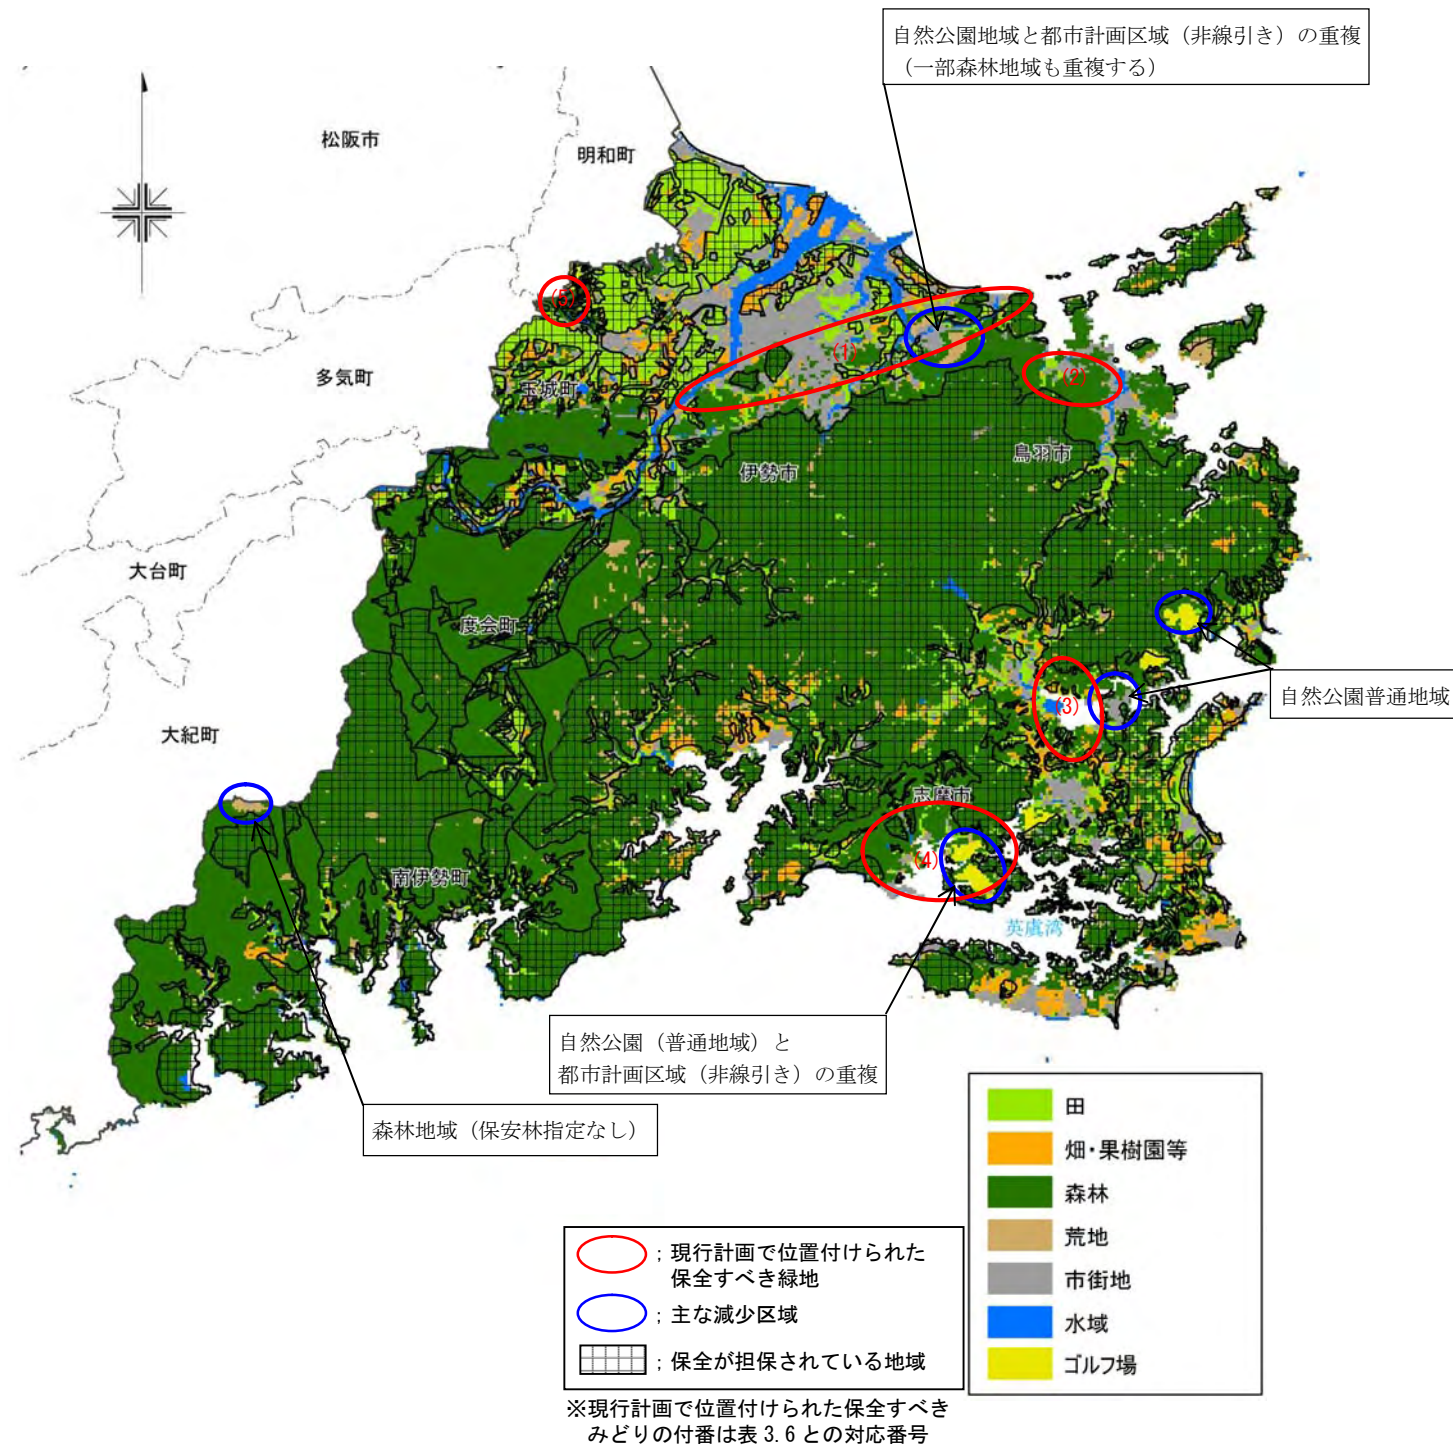 自然公園地域と都市計画区域（非線引き）の重複
（一部森林地域も重複する）
松阪市
明和町
(5)
(1)
多気町
玉城町
(2)
伊勢市
鳥羽市
大台町
度会町
自然公園普通地域
(3)
大紀町
志摩市
(4)
南伊勢町
英虞湾
自然公園（普通地域）と
都市計画区域（非線引き）の重複
森林地域（保安林指定なし）
田
畑・果樹園等
森林
荒地
市街地
水域
ゴルフ場
；現行計画で位置付けられた
保全すべき緑地
；主な減少区域
；保全が担保されている地域
※現行計画で位置付けられた保全すべき
みどりの付番は表 3.6 との対応番号